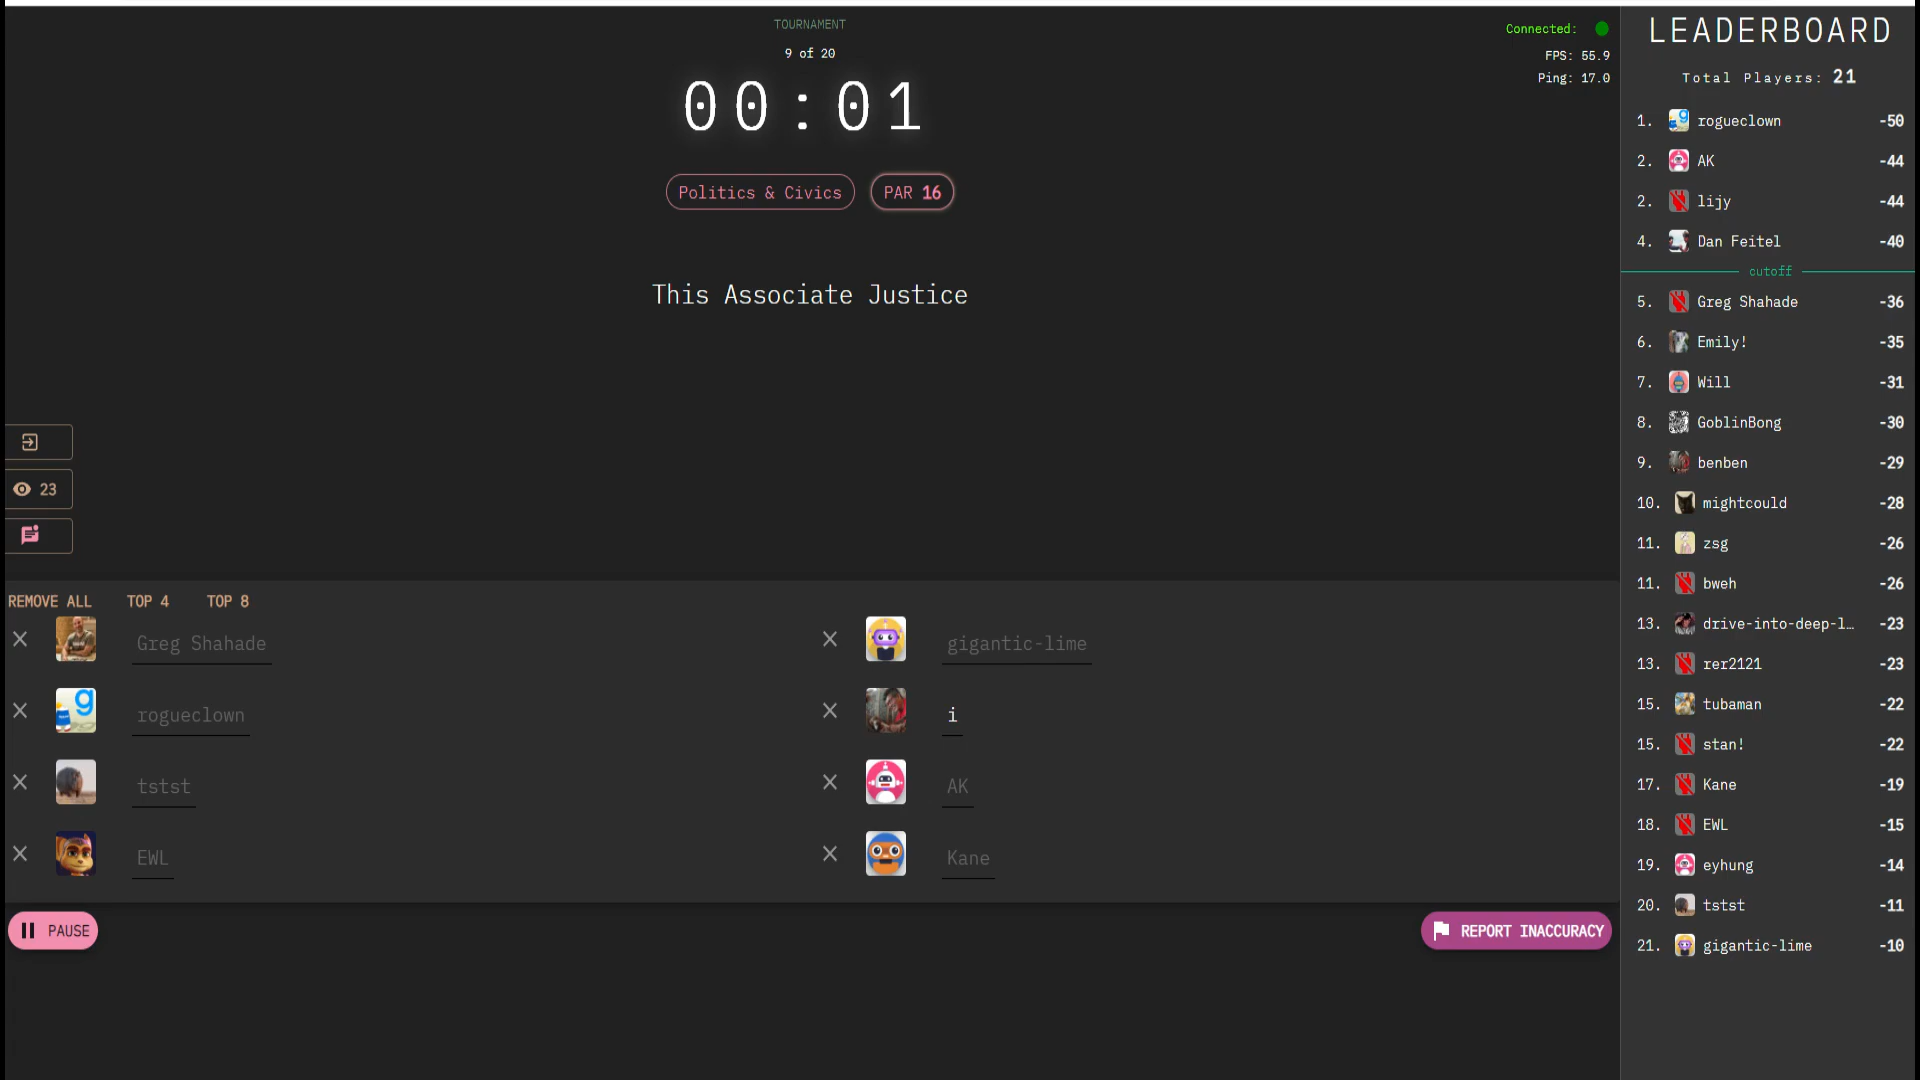 TOURNAMENT
9 of 20
00:01
Politics & Civics
PAR 16
This Associate Justice
Connected:
FPS: 55.9
Ping: 17.0
23
REMOVE ALL TOP 4 TOP 8
Greg Shahade
gigantic-lime
rogueclown
i
tstst
AK
EWL
Kane
PAUSE
REPORT INACCURACY
LEADERBOARD
Total Players: 21
1. rogueclown -50
2. AK -44
2. lijy -44
4. Dan Feitel -40
cutoff
5. Greg Shahade -36
6. Emily! -35
7. Will -31
8. GoblinBong -30
9. benben -29
10. mightcould -28
11. zsg -26
11. bweh -26
13. drive-into-deep-l… -23
13. rer2121 -23
15. tubaman -22
15. stan! -22
17. Kane -19
18. EWL -15
19. eyhung -14
20. tstst -11
21. gigantic-lime -10